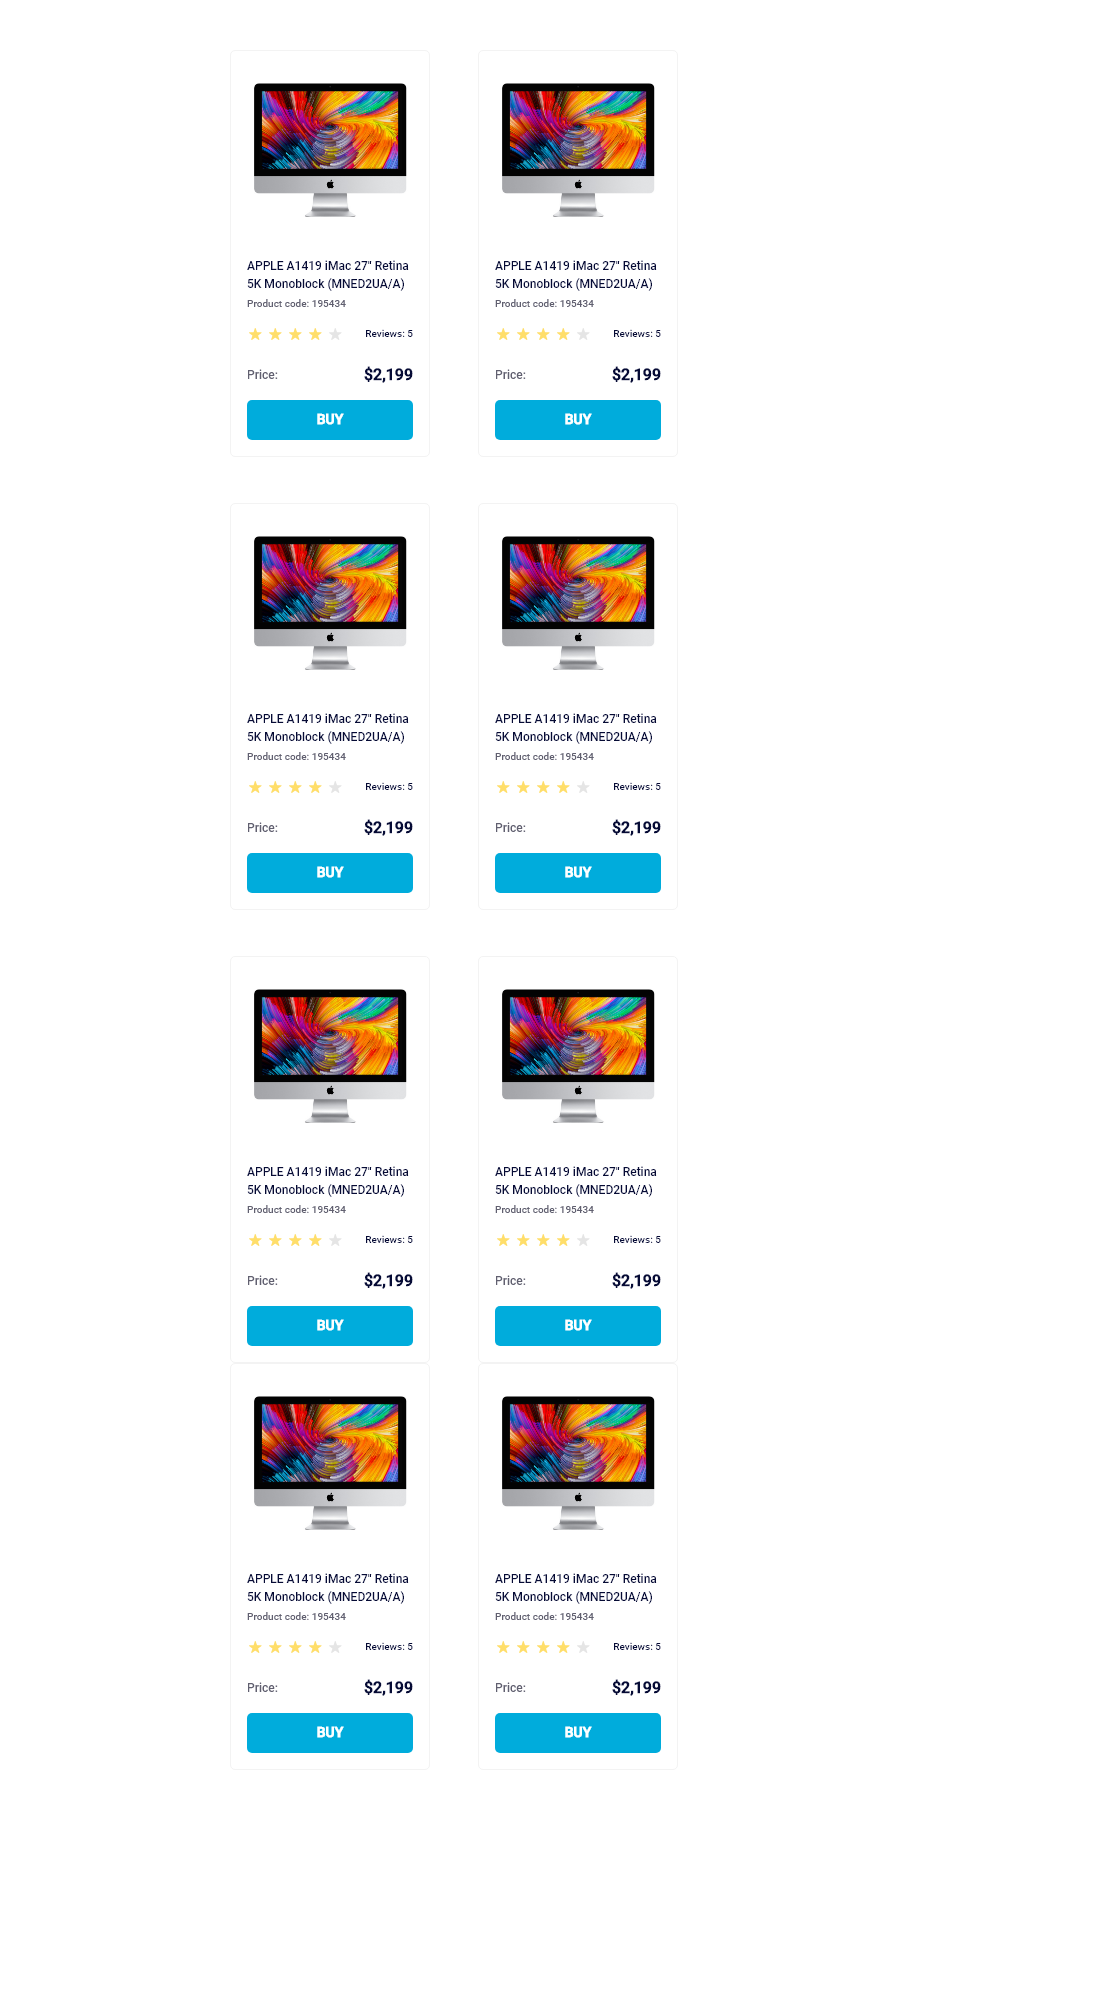 APPLE A1419 iMac 27" Retina
5K Monoblock (MNED2UA/A)
Product code: 195434
Reviews: 5
Price: $2,199
BUY
APPLE A1419 iMac 27" Retina
5K Monoblock (MNED2UA/A)
Product code: 195434
Reviews: 5
Price: $2,199
BUY
APPLE A1419 iMac 27" Retina
5K Monoblock (MNED2UA/A)
Product code: 195434
Reviews: 5
Price: $2,199
BUY
APPLE A1419 iMac 27" Retina
5K Monoblock (MNED2UA/A)
Product code: 195434
Reviews: 5
Price: $2,199
BUY
APPLE A1419 iMac 27" Retina
5K Monoblock (MNED2UA/A)
Product code: 195434
Reviews: 5
Price: $2,199
BUY
APPLE A1419 iMac 27" Retina
5K Monoblock (MNED2UA/A)
Product code: 195434
Reviews: 5
Price: $2,199
BUY
APPLE A1419 iMac 27" Retina
5K Monoblock (MNED2UA/A)
Product code: 195434
Reviews: 5
Price: $2,199
BUY
APPLE A1419 iMac 27" Retina
5K Monoblock (MNED2UA/A)
Product code: 195434
Reviews: 5
Price: $2,199
BUY